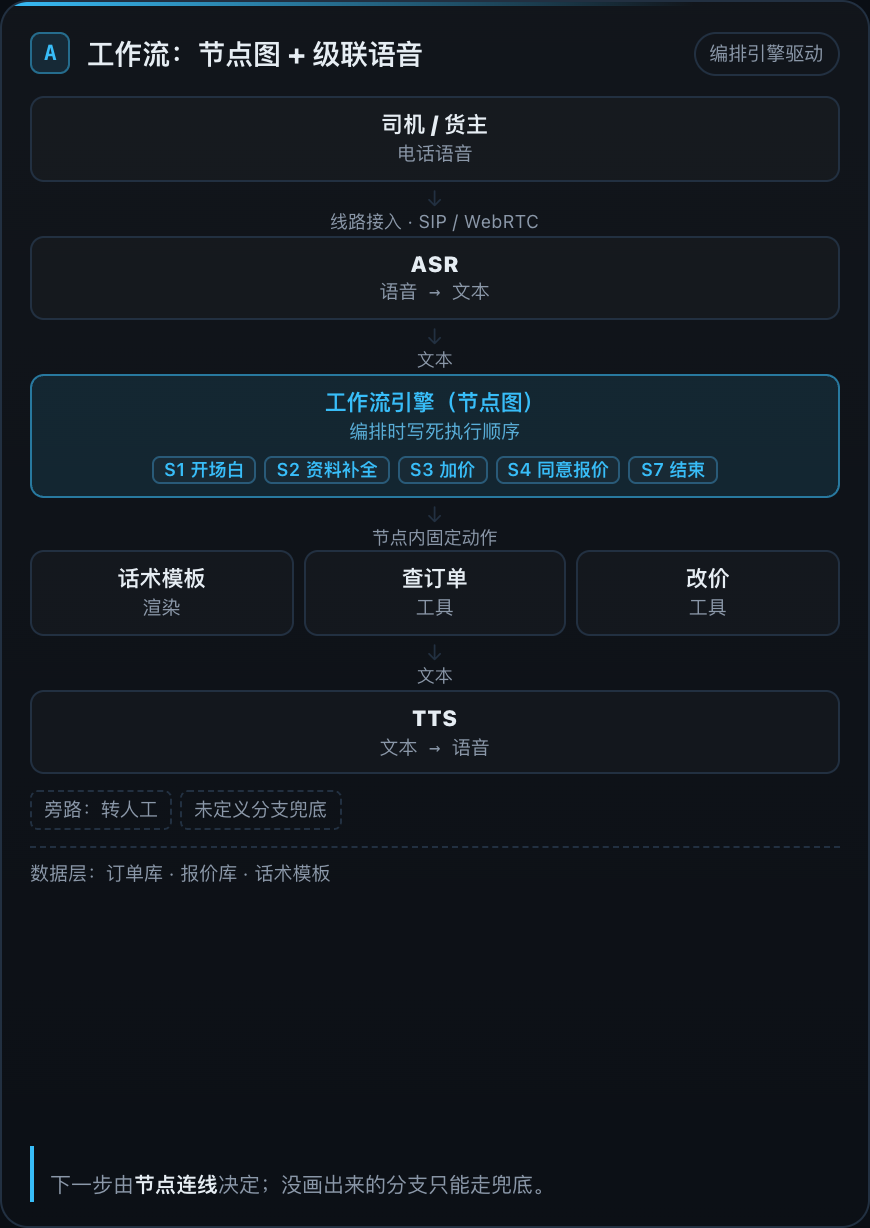 A
工作流：节点图 + 级联语音
编排引擎驱动
司机 / 货主
电话语音
↓
线路接入 · SIP / WebRTC
ASR
语音 → 文本
↓
文本
工作流引擎（节点图）
编排时写死执行顺序
S1 开场白 S2 资料补全 S3 加价 S4 同意报价 S7 结束
↓
节点内固定动作
话术模板
渲染
查订单
工具
改价
工具
↓
文本
TTS
文本 → 语音
旁路：转人工
未定义分支兜底
数据层：订单库 · 报价库 · 话术模板
下一步由节点连线决定；没画出来的分支只能走兜底。